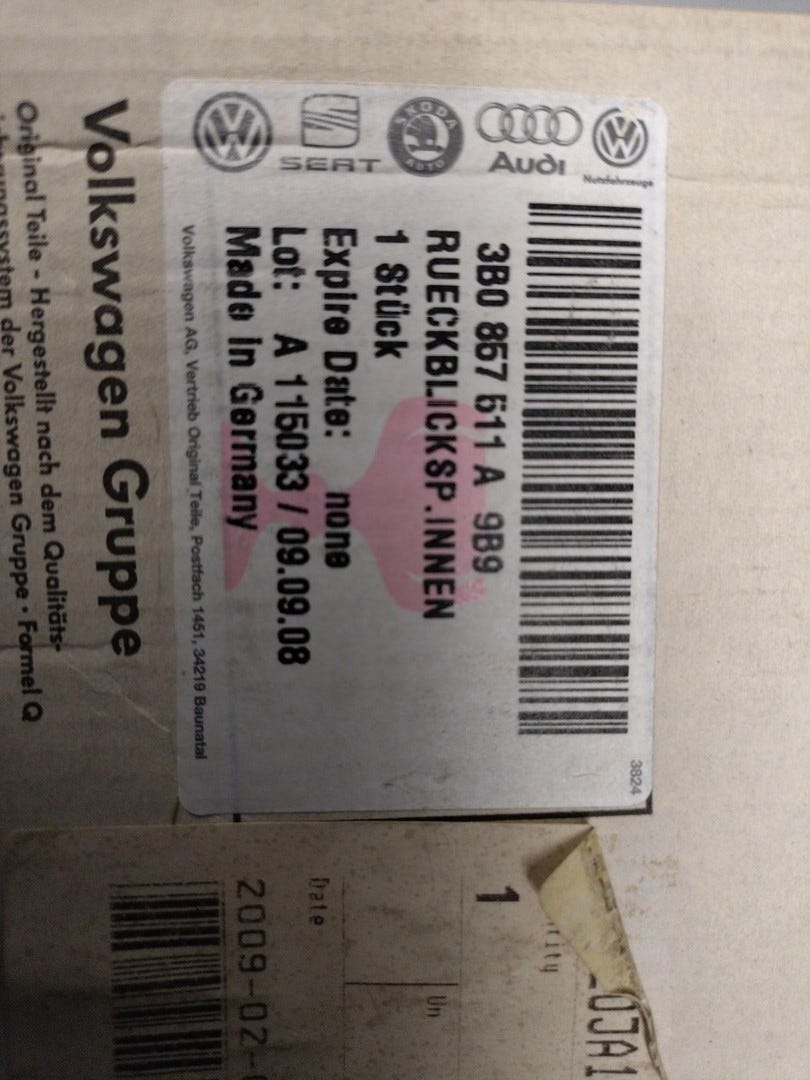 SEAT
SKODA
AUTO
Audi
Nutzfahrzeuge
3B0 857 511 A 9B9
RUECKBLICKSP.INNEN
1 Stück
Expire Date: none
Lot: A 115033 / 09.09.08
Made in Germany
Volkswagen AG, Vertrieb Original Teile, Postfach 1451, 34219 Baunatal
3824
Volkswagen Gruppe
Original Teile – Hergestellt nach dem Qualitäts-
der Volkswagen Gruppe · Formel Q
1
Un
Date
2009-02-